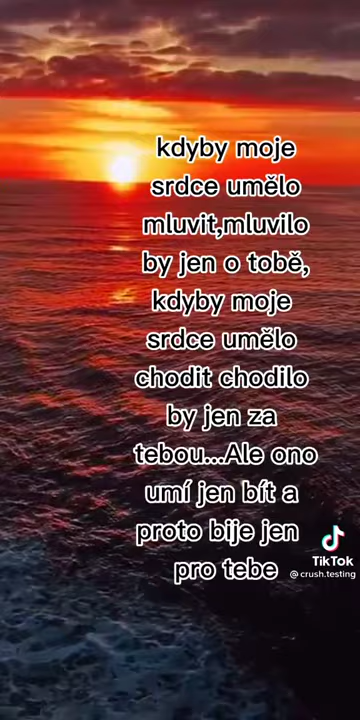 kdyby moje
srdce umělo
mluvit,mluvilo
by jen o tobě,
kdyby moje
srdce umělo
chodit chodilo
by jen za
tebou...Ale ono
umí jen bít a
proto bije jen
pro tebe
TikTok
@crush.testing